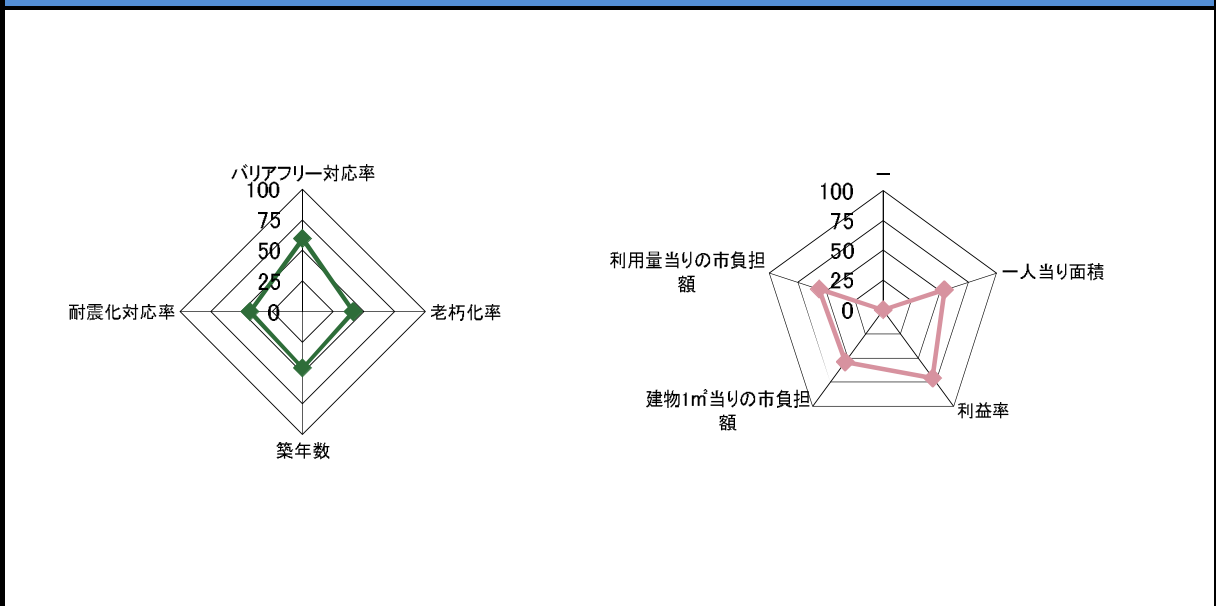 バリアフリー対応率
100
75
50
25
0
耐震化対応率
老朽化率
築年数
ー
100
75
50
25
0
利用量当りの市負担
額
一人当り面積
建物1㎡当りの市負担
額
利益率